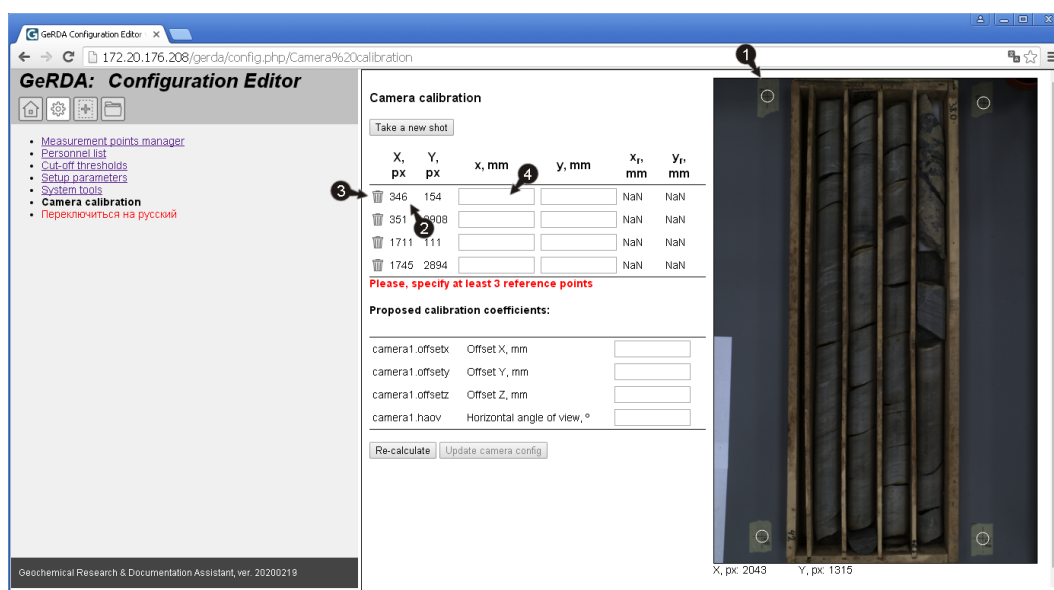 GeRDA Configuration Editor
172.20.176.208/gerda/config.php/Camera%20calibration
GeRDA: Configuration Editor
Measurement points manager
Personnel list
Cut-off thresholds
Setup parameters
System tools
Camera calibration
Переключиться на русский
Camera calibration
Take a new shot
X, px Y, px x, mm y, mm xr, mm yr, mm
346 154 NaN NaN
351 2908 NaN NaN
1711 111 NaN NaN
1745 2894 NaN NaN
Please, specify at least 3 reference points
Proposed calibration coefficients:
camera1.offsetx Offset X, mm
camera1.offsety Offset Y, mm
camera1.offsetz Offset Z, mm
camera1.haov Horizontal angle of view, º
Re-calculate Update camera config
1
2
3
4
X, px: 2043 Y, px: 1315
Geochemical Research & Documentation Assistant, ver. 20200219